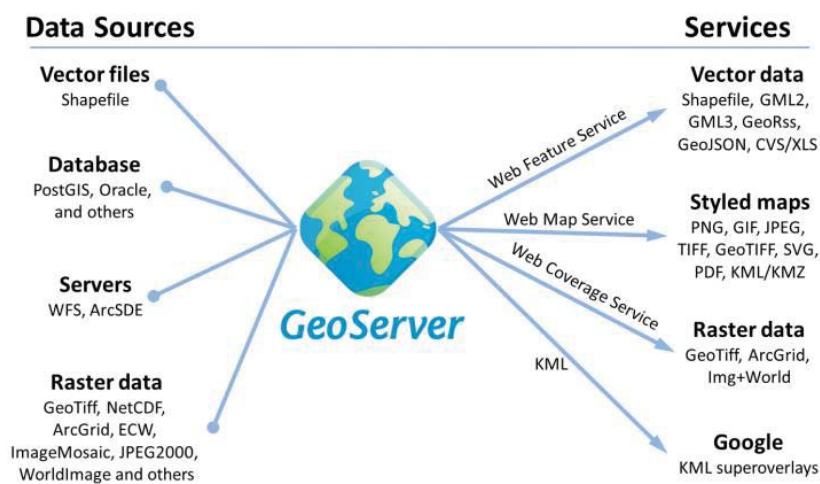 Data Sources
Services
Vector files
Shapefile
Database
PostGIS, Oracle,
and others
Servers
WFS, ArcSDE
Raster data
GeoTiff, NetCDF,
ArcGrid, ECW,
ImageMosaic, JPEG2000,
WorldImage and others
GeoServer
Web Feature Service
Web Map Service
Web Coverage Service
KML
Vector data
Shapefile, GML2,
GML3, GeoRss,
GeoJSON, CVS/XLS
Styled maps
PNG, GIF, JPEG,
TIFF, GeoTIFF, SVG,
PDF, KML/KMZ
Raster data
GeoTiff, ArcGrid,
Img+World
Google
KML superoverlays